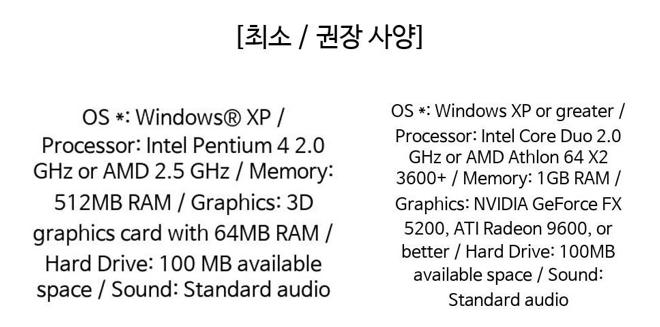 [최소 / 권장 사양]
OS *: Windows® XP /
Processor: Intel Pentium 4 2.0
GHz or AMD 2.5 GHz / Memory:
512MB RAM / Graphics: 3D
graphics card with 64MB RAM /
Hard Drive: 100 MB available
space / Sound: Standard audio
OS *: Windows XP or greater /
Processor: Intel Core Duo 2.0
GHz or AMD Athlon 64 X2
3600+ / Memory: 1GB RAM /
Graphics: NVIDIA GeForce FX
5200, ATI Radeon 9600, or
better / Hard Drive: 100MB
available space / Sound:
Standard audio